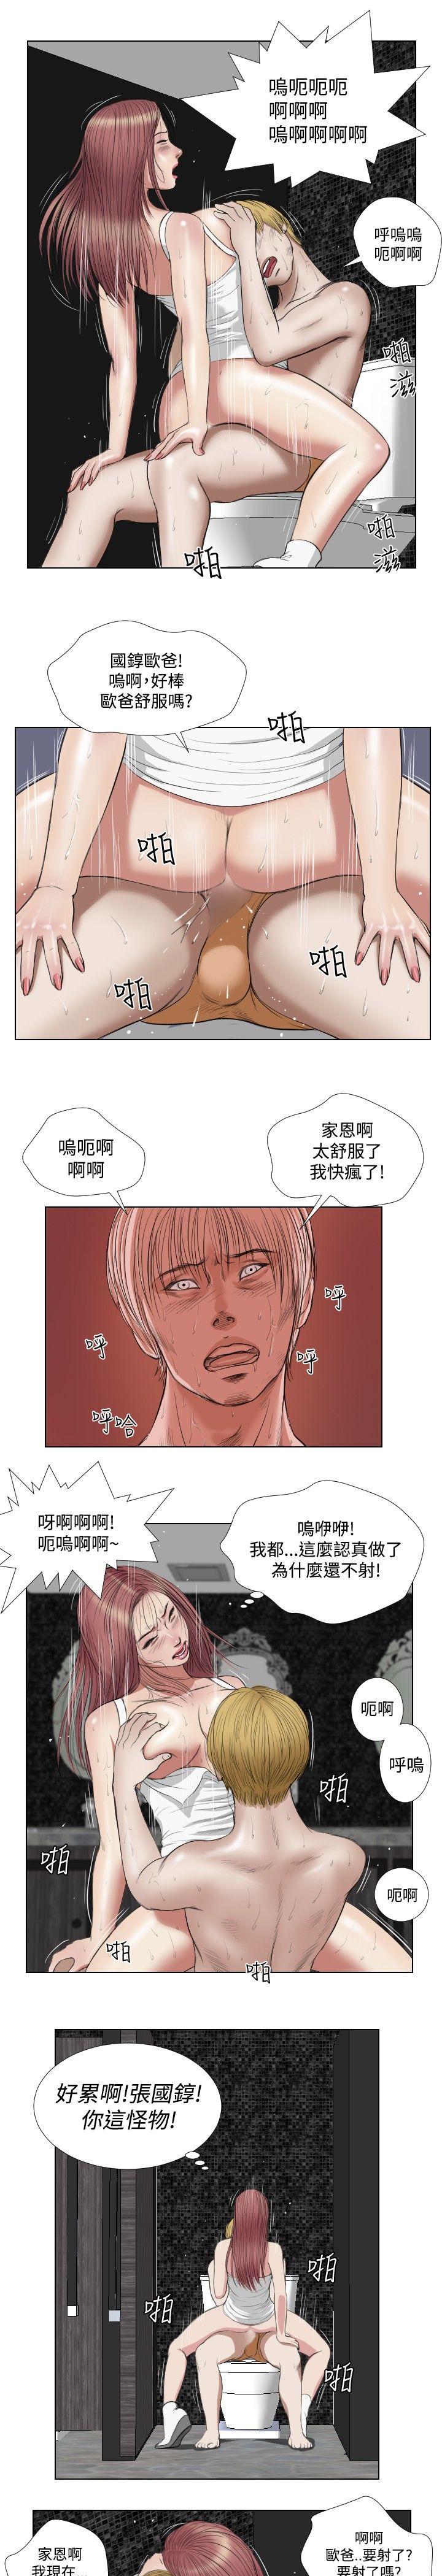 嗚呃呃呃
啊啊啊
嗚啊啊啊啊
呼嗚嗚
呃啊啊
啪
滋
啪
滋
啪
國錞歐爸!
嗚啊,好棒
歐爸舒服嗎?
啪
啪
啪
啪
嗚呃啊
啊啊
家恩啊
太舒服了
我快瘋了!
呼
呼
呼
呼哈
呀啊啊啊!
呃嗚啊啊~
嗚咿咿!
我都...這麼認真做了
為什麼還不射!
呃啊
呼嗚
啪
啪
呃啊
啪
啪
好累啊!張國錞!
你這怪物!
啪
啪
啪
家恩啊
我現在...
啊啊
歐爸..要射了?
要射了嗎?